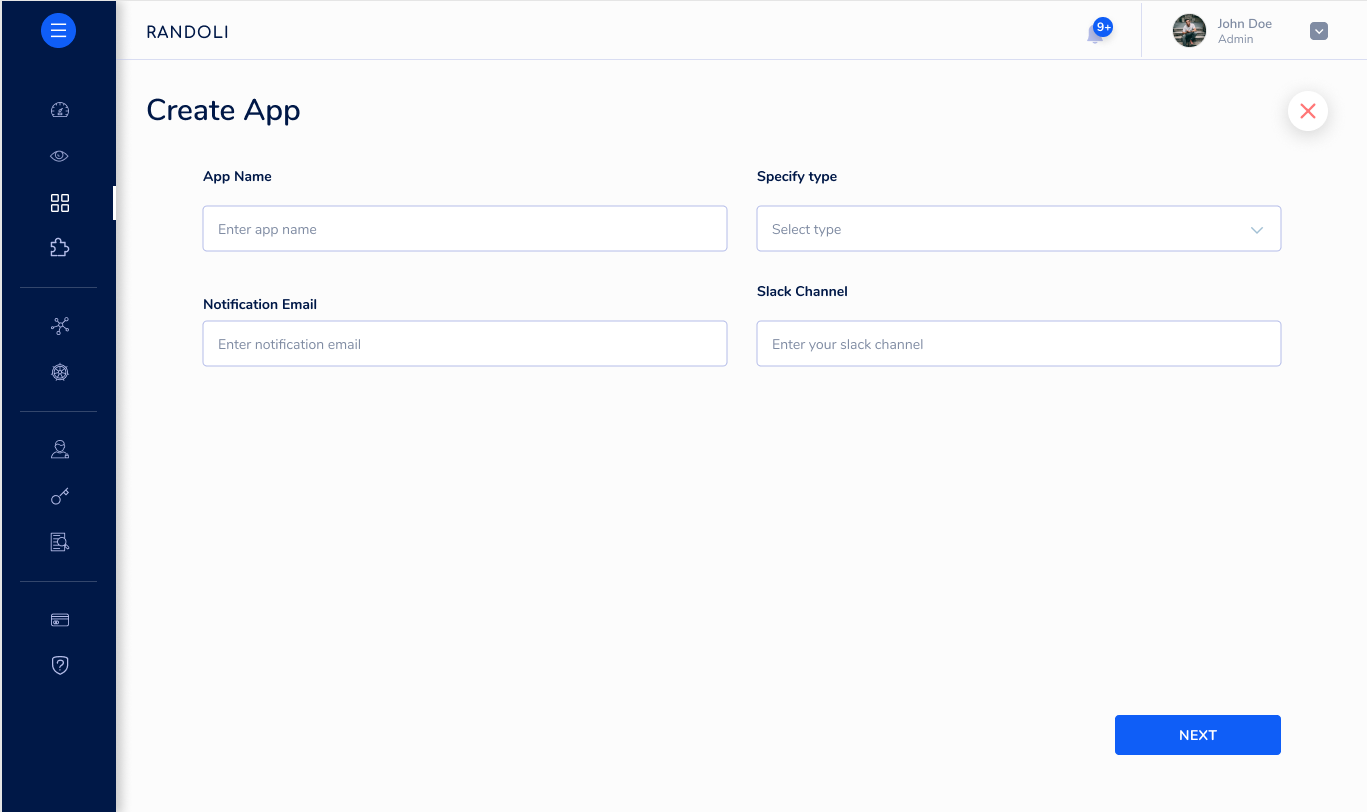 RANDOLI
9+
John Doe
Admin
Create App
App Name
Specify type
Enter app name
Select type
Notification Email
Slack Channel
Enter notification email
Enter your slack channel
NEXT